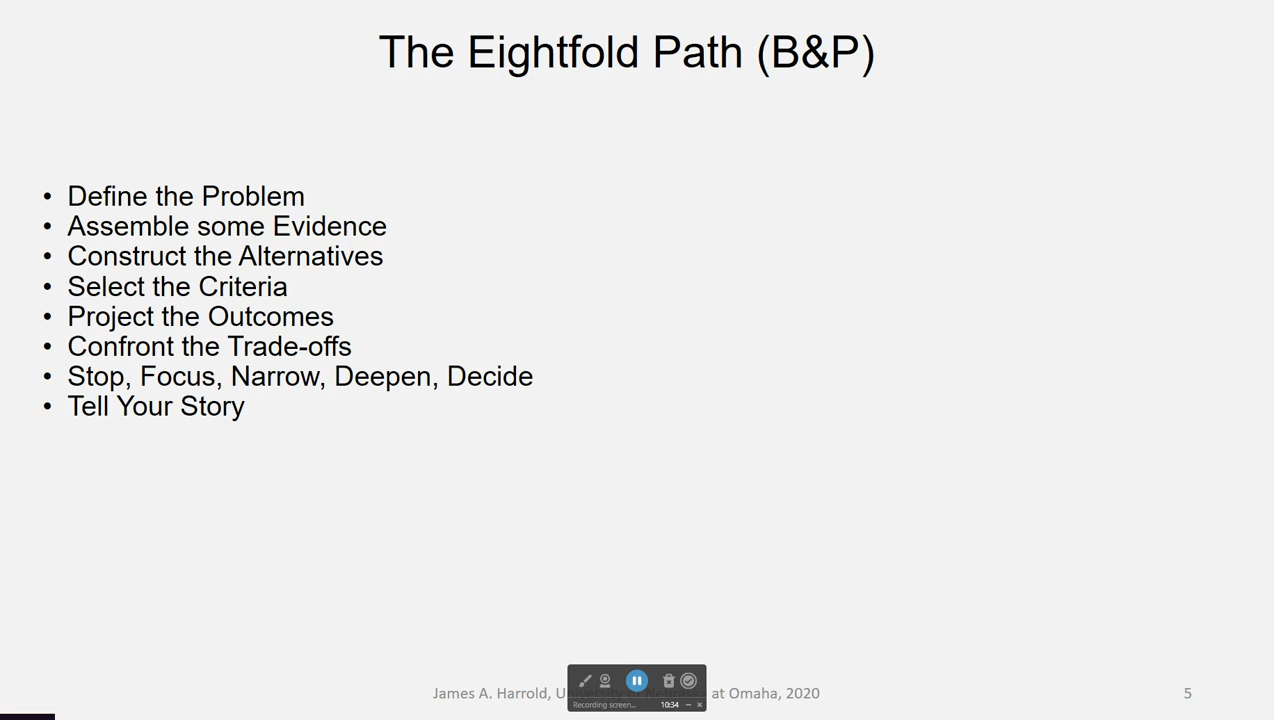 The Eightfold Path (B&P)
• Define the Problem
• Assemble some Evidence
• Construct the Alternatives
• Select the Criteria
• Project the Outcomes
• Confront the Trade-offs
• Stop, Focus, Narrow, Deepen, Decide
• Tell Your Story
James A. Harrold, at Omaha, 2020
5
Recording screen... 10:34